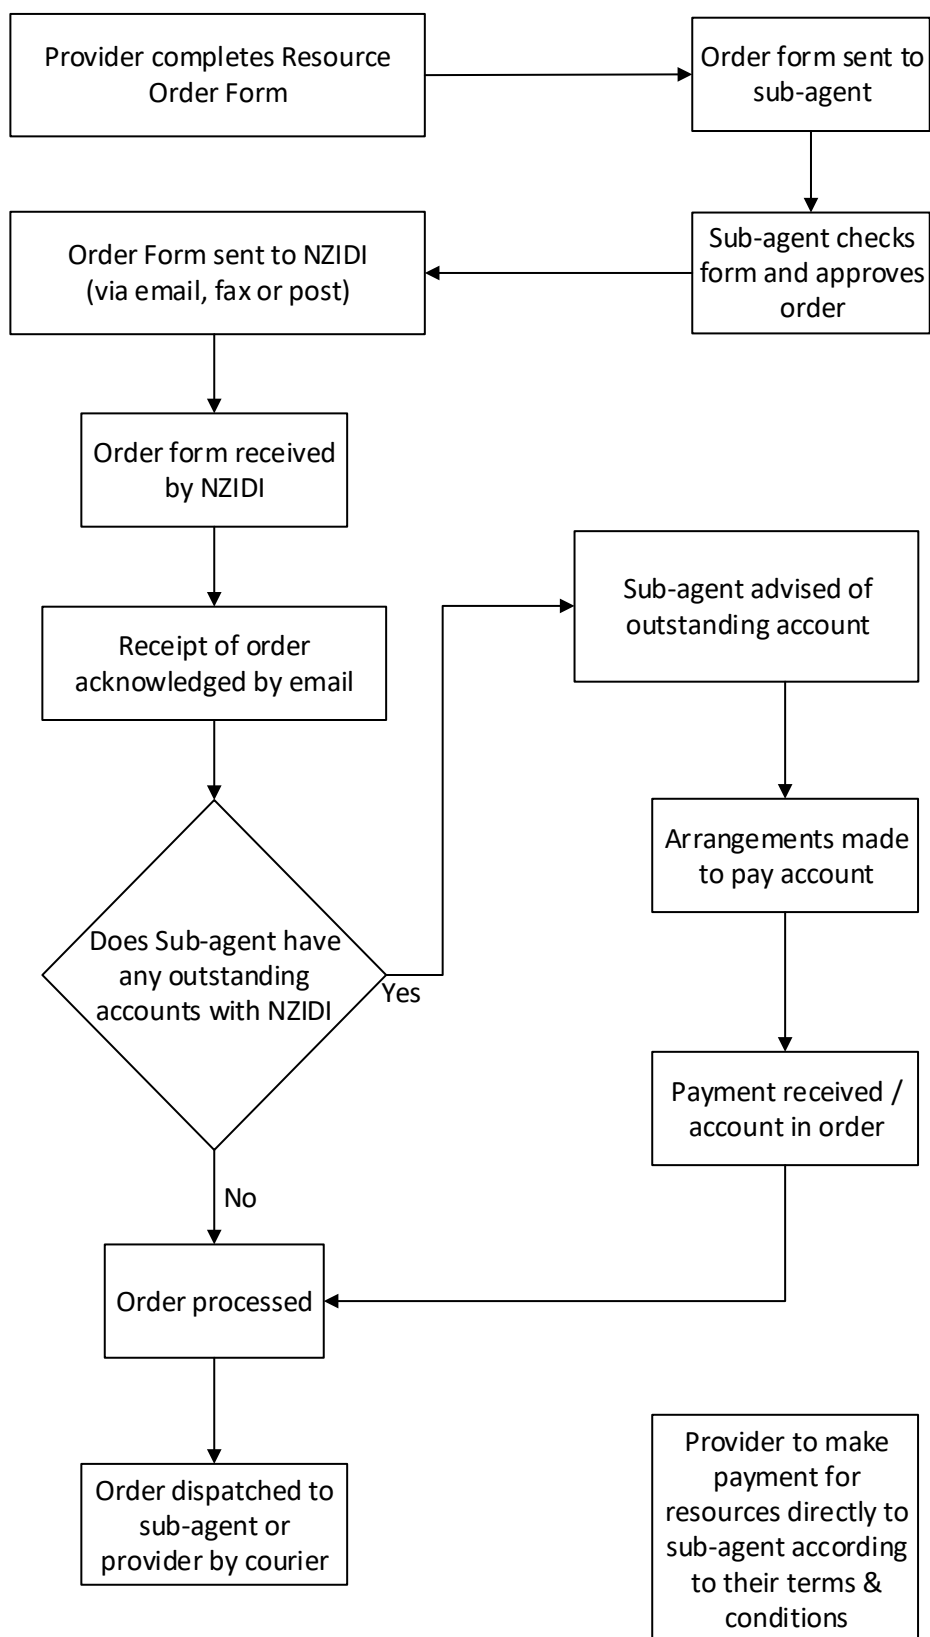 Provider completes Resource
Order Form
Order form sent to
sub-agent
Sub-agent checks
form and approves
order
Order Form sent to NZIDI
(via email, fax or post)
Order form received
by NZIDI
Receipt of order
acknowledged by email
Does Sub-agent have
any outstanding
accounts with NZIDI
Yes
Sub-agent advised of
outstanding account
Arrangements made
to pay account
Payment received /
account in order
No
Order processed
Order dispatched to
sub-agent or
provider by courier
Provider to make
payment for
resources directly to
sub-agent according
to their terms &
conditions